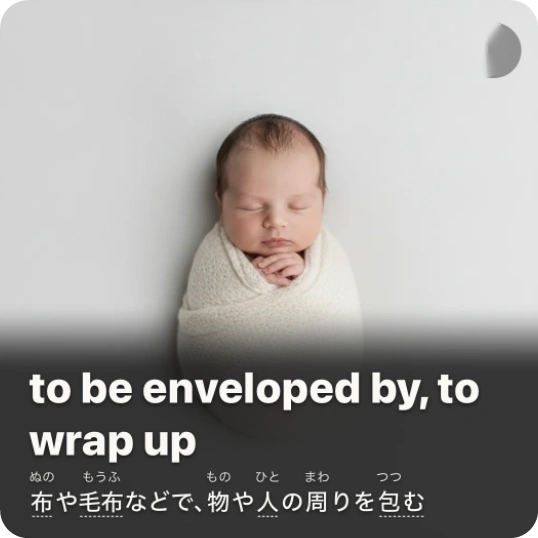 to be enveloped by, to
wrap up
ぬの もうふ もの ひと まわ つつ
布や毛布などで、物や人の周りを包む